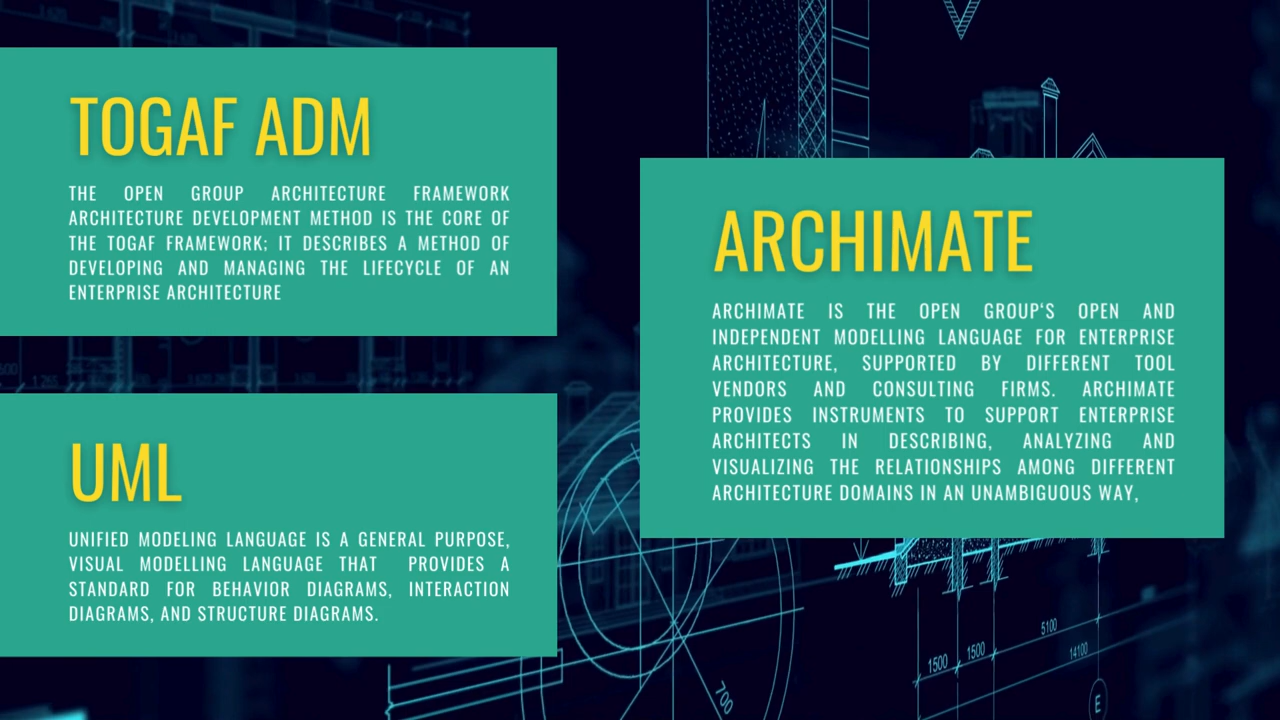 TOGAF ADM
THE OPEN GROUP ARCHITECTURE FRAMEWORK
ARCHITECTURE DEVELOPMENT METHOD IS THE CORE OF
THE TOGAF FRAMEWORK; IT DESCRIBES A METHOD OF
DEVELOPING AND MANAGING THE LIFECYCLE OF AN
ENTERPRISE ARCHITECTURE
UML
UNIFIED MODELING LANGUAGE IS A GENERAL PURPOSE,
VISUAL MODELLING LANGUAGE THAT PROVIDES A
STANDARD FOR BEHAVIOR DIAGRAMS, INTERACTION
DIAGRAMS, AND STRUCTURE DIAGRAMS.
ARCHIMATE
ARCHIMATE IS THE OPEN GROUP‘S OPEN AND
INDEPENDENT MODELLING LANGUAGE FOR ENTERPRISE
ARCHITECTURE, SUPPORTED BY DIFFERENT TOOL
VENDORS AND CONSULTING FIRMS. ARCHIMATE
PROVIDES INSTRUMENTS TO SUPPORT ENTERPRISE
ARCHITECTS IN DESCRIBING, ANALYZING AND
VISUALIZING THE RELATIONSHIPS AMONG DIFFERENT
ARCHITECTURE DOMAINS IN AN UNAMBIGUOUS WAY,
5100
1500 1500 14100
700
E